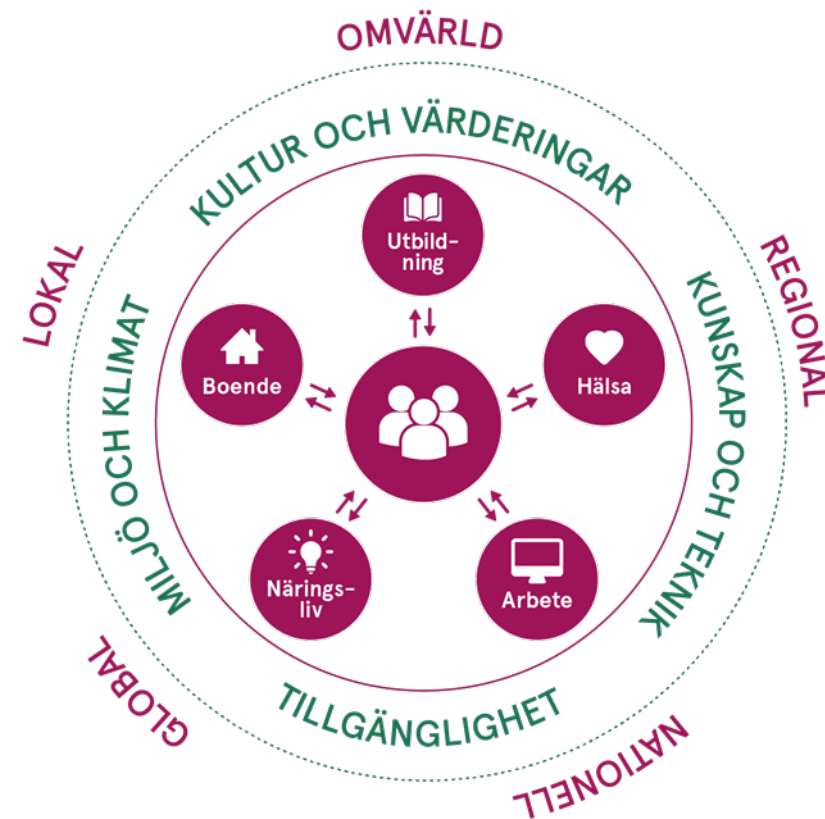 OMVÄRLD
KULTUR OCH VÄRDERINGAR
LOKAL
REGIONAL
MILJÖ OCH KLIMAT
KUNSKAP OCH TEKNIK
Utbild-
ning
Boende
Hälsa
Närings-
liv
Arbete
TILLGÄNGLIGHET
GLOBAL
NATIONELL